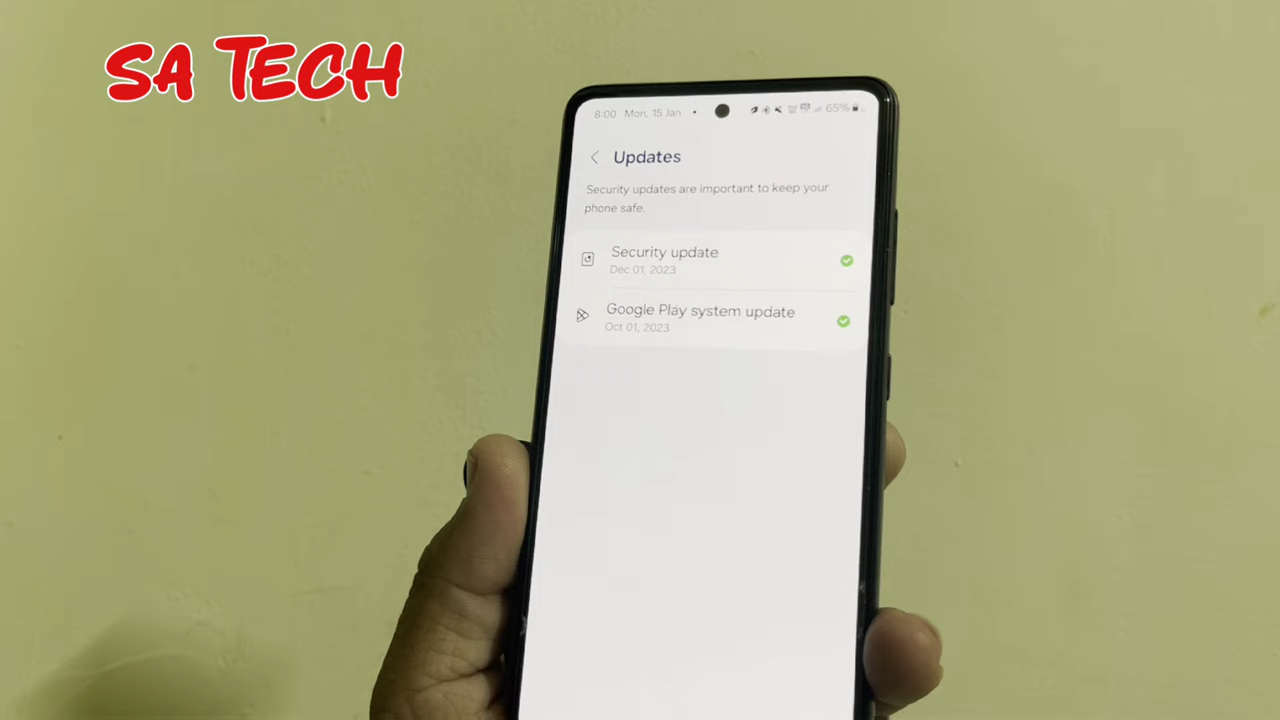 SA TECH
8:00 Mon, 15 Jan
65%
Updates
Security updates are important to keep your
phone safe.
Security update
Dec 01, 2023
Google Play system update
Oct 01, 2023